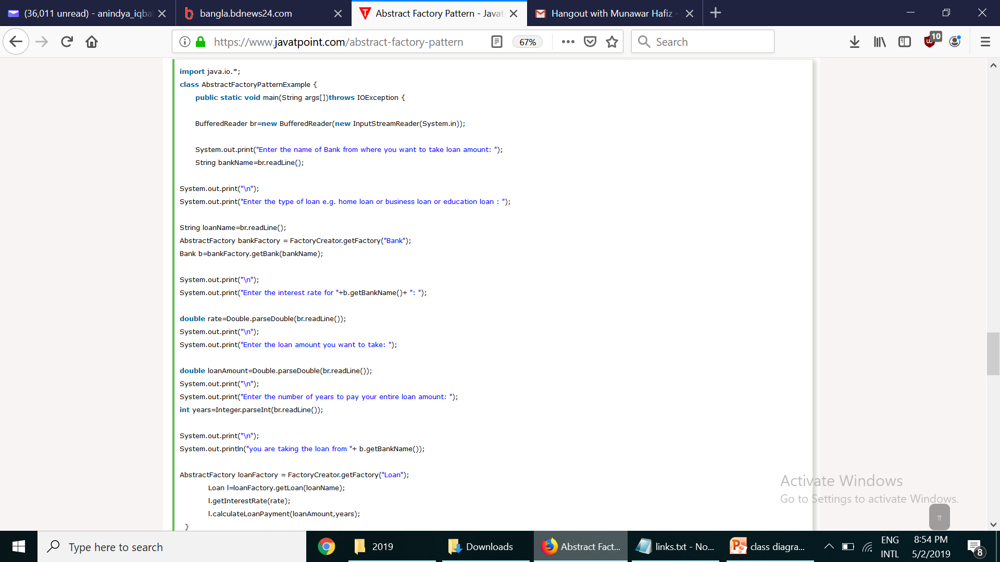 (36,011 unread) - anindya_iqba
bangla.bdnews24.com
Abstract Factory Pattern - Javat
Hangout with Munawar Hafiz -
https://www.javatpoint.com/abstract-factory-pattern
67%
Search
10
import java.io.*;
class AbstractFactoryPatternExample {
public static void main(String args[])throws IOException {
BufferedReader br=new BufferedReader(new InputStreamReader(System.in));
System.out.print("Enter the name of Bank from where you want to take loan amount: ");
String bankName=br.readLine();
System.out.print("\n");
System.out.print("Enter the type of loan e.g. home loan or business loan or education loan : ");
String loanName=br.readLine();
AbstractFactory bankFactory = FactoryCreator.getFactory("Bank");
Bank b=bankFactory.getBank(bankName);
System.out.print("\n");
System.out.print("Enter the interest rate for "+b.getBankName()+ ": ");
double rate=Double.parseDouble(br.readLine());
System.out.print("\n");
System.out.print("Enter the loan amount you want to take: ");
double loanAmount=Double.parseDouble(br.readLine());
System.out.print("\n");
System.out.print("Enter the number of years to pay your entire loan amount: ");
int years=Integer.parseInt(br.readLine());
System.out.print("\n");
System.out.println("you are taking the loan from "+ b.getBankName());
AbstractFactory loanFactory = FactoryCreator.getFactory("Loan");
Loan l=loanFactory.getLoan(loanName);
l.getInterestRate(rate);
l.calculateLoanPayment(loanAmount,years);
}
Activate Windows
Go to Settings to activate Windows.
Type here to search
2019
Downloads
Abstract Fact...
links.txt - No...
class diagra...
ENG
INTL
8:54 PM
5/2/2019
8